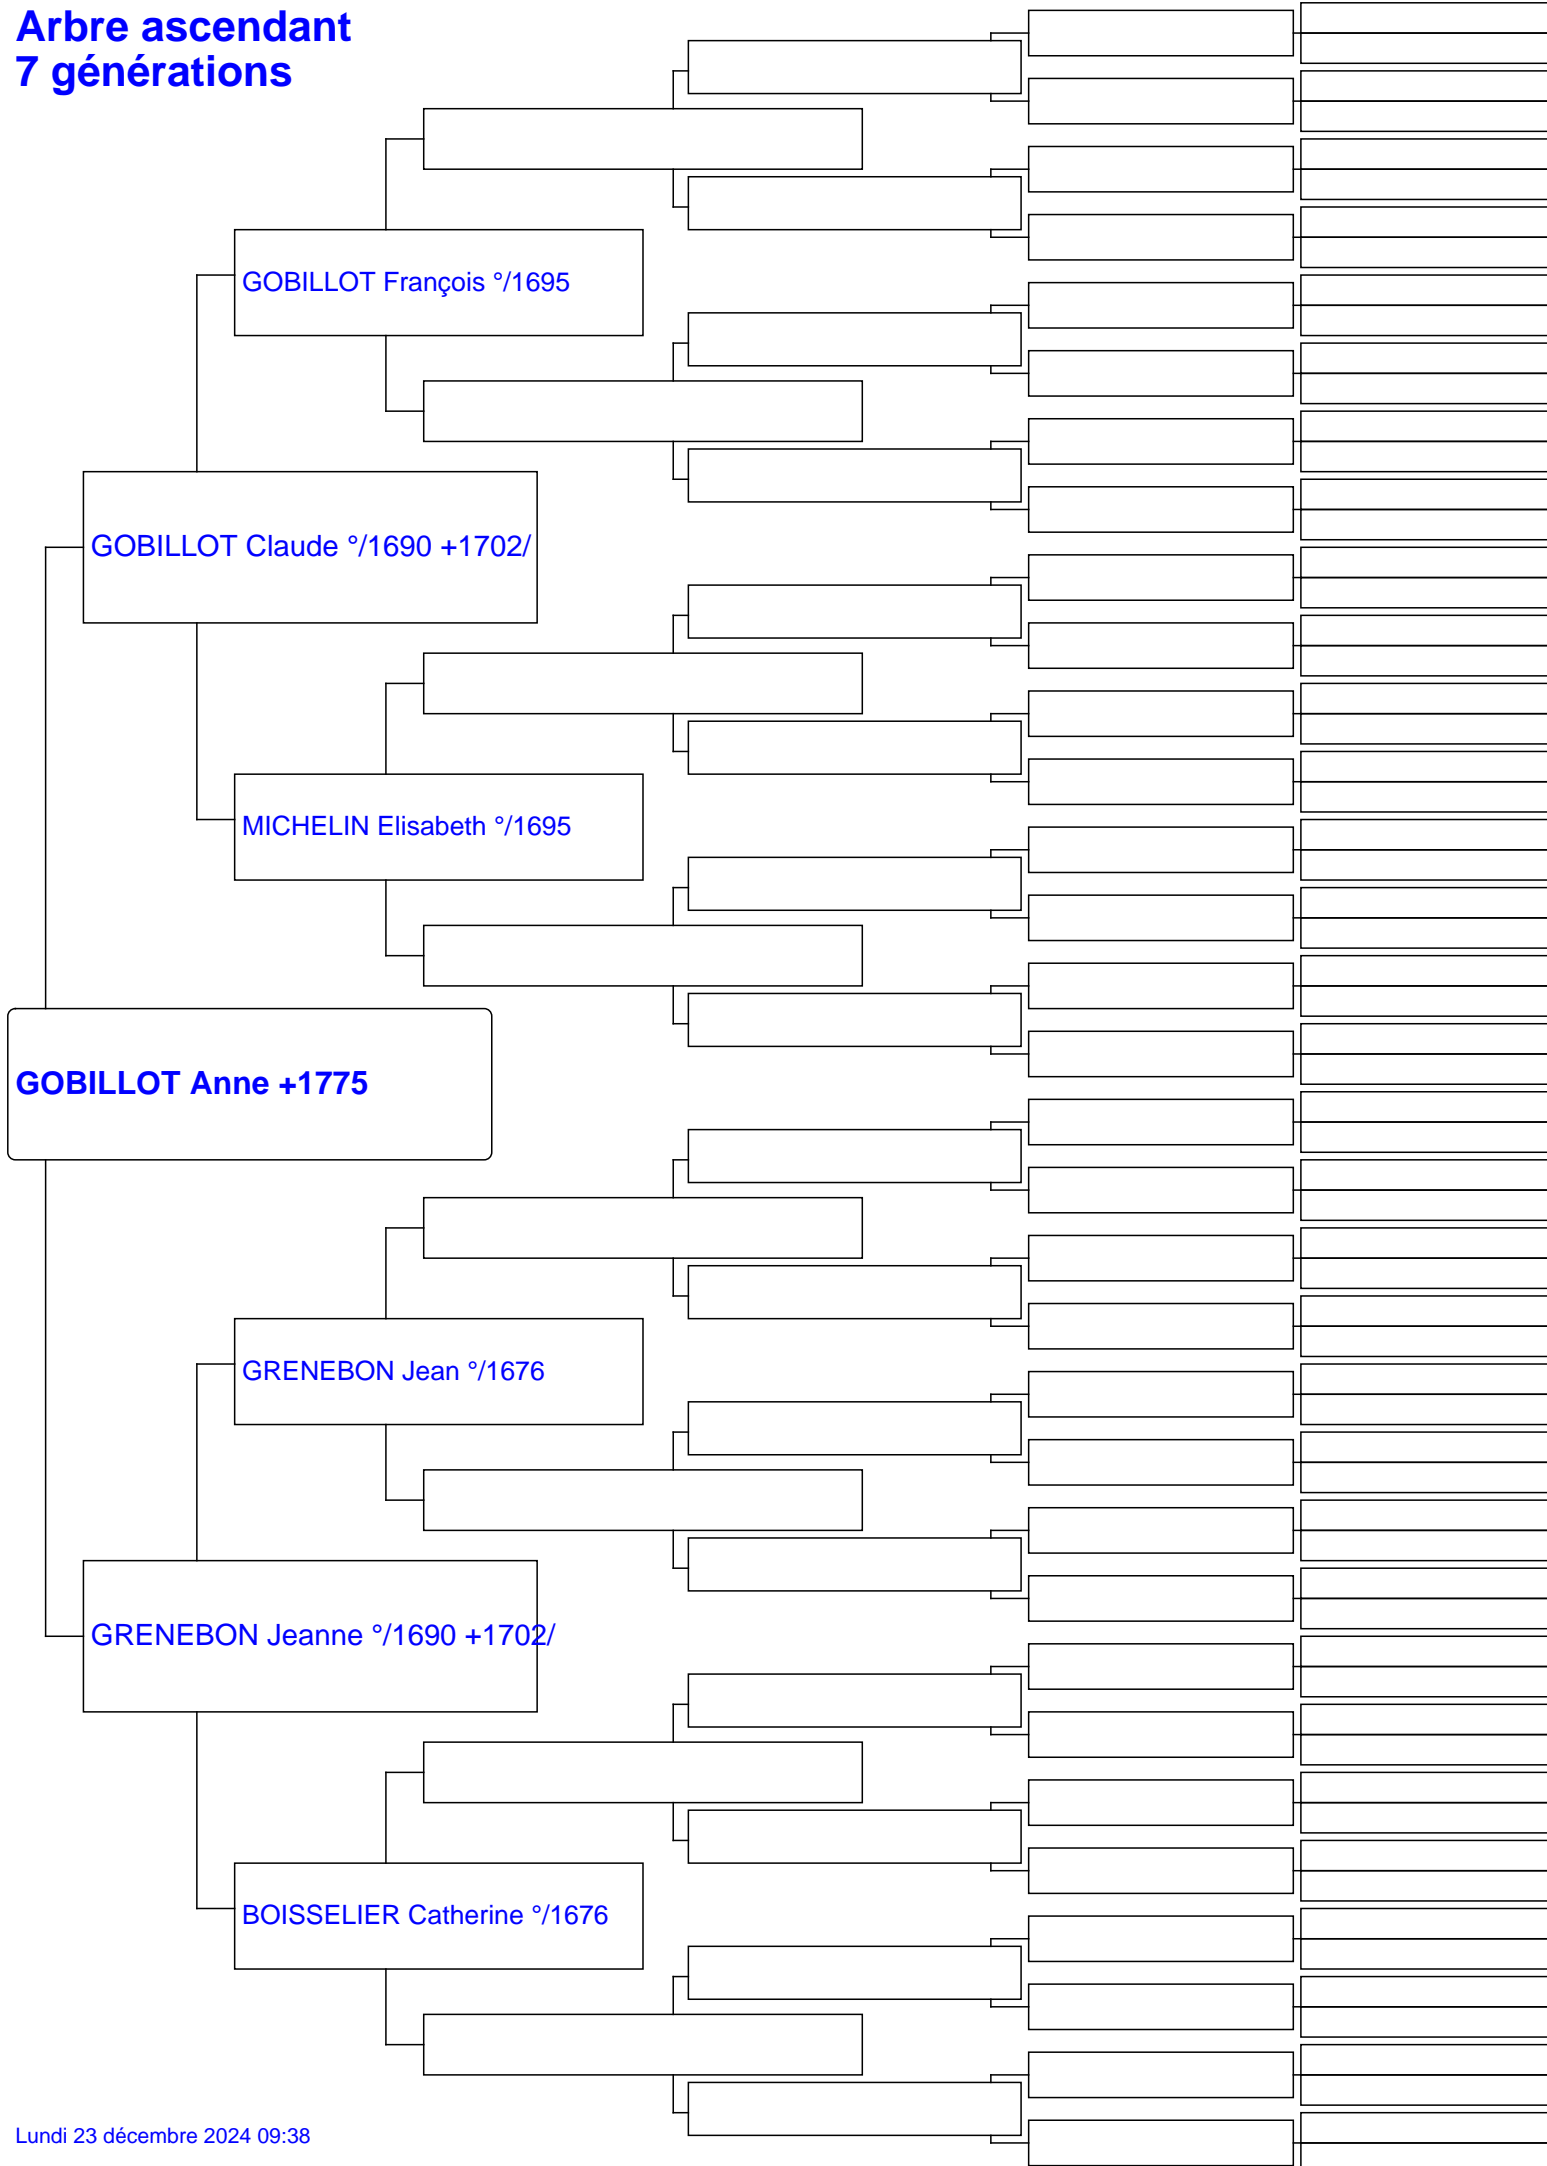 Arbre ascendant
7 générations
GOBILLOT François °/1695
GOBILLOT Claude °/1690 +1702/
MICHELIN Elisabeth °/1695
GOBILLOT Anne +1775
GRENEBON Jean °/1676
GRENEBON Jeanne °/1690 +1702/
BOISSELIER Catherine °/1676
Lundi 23 décembre 2024 09:38